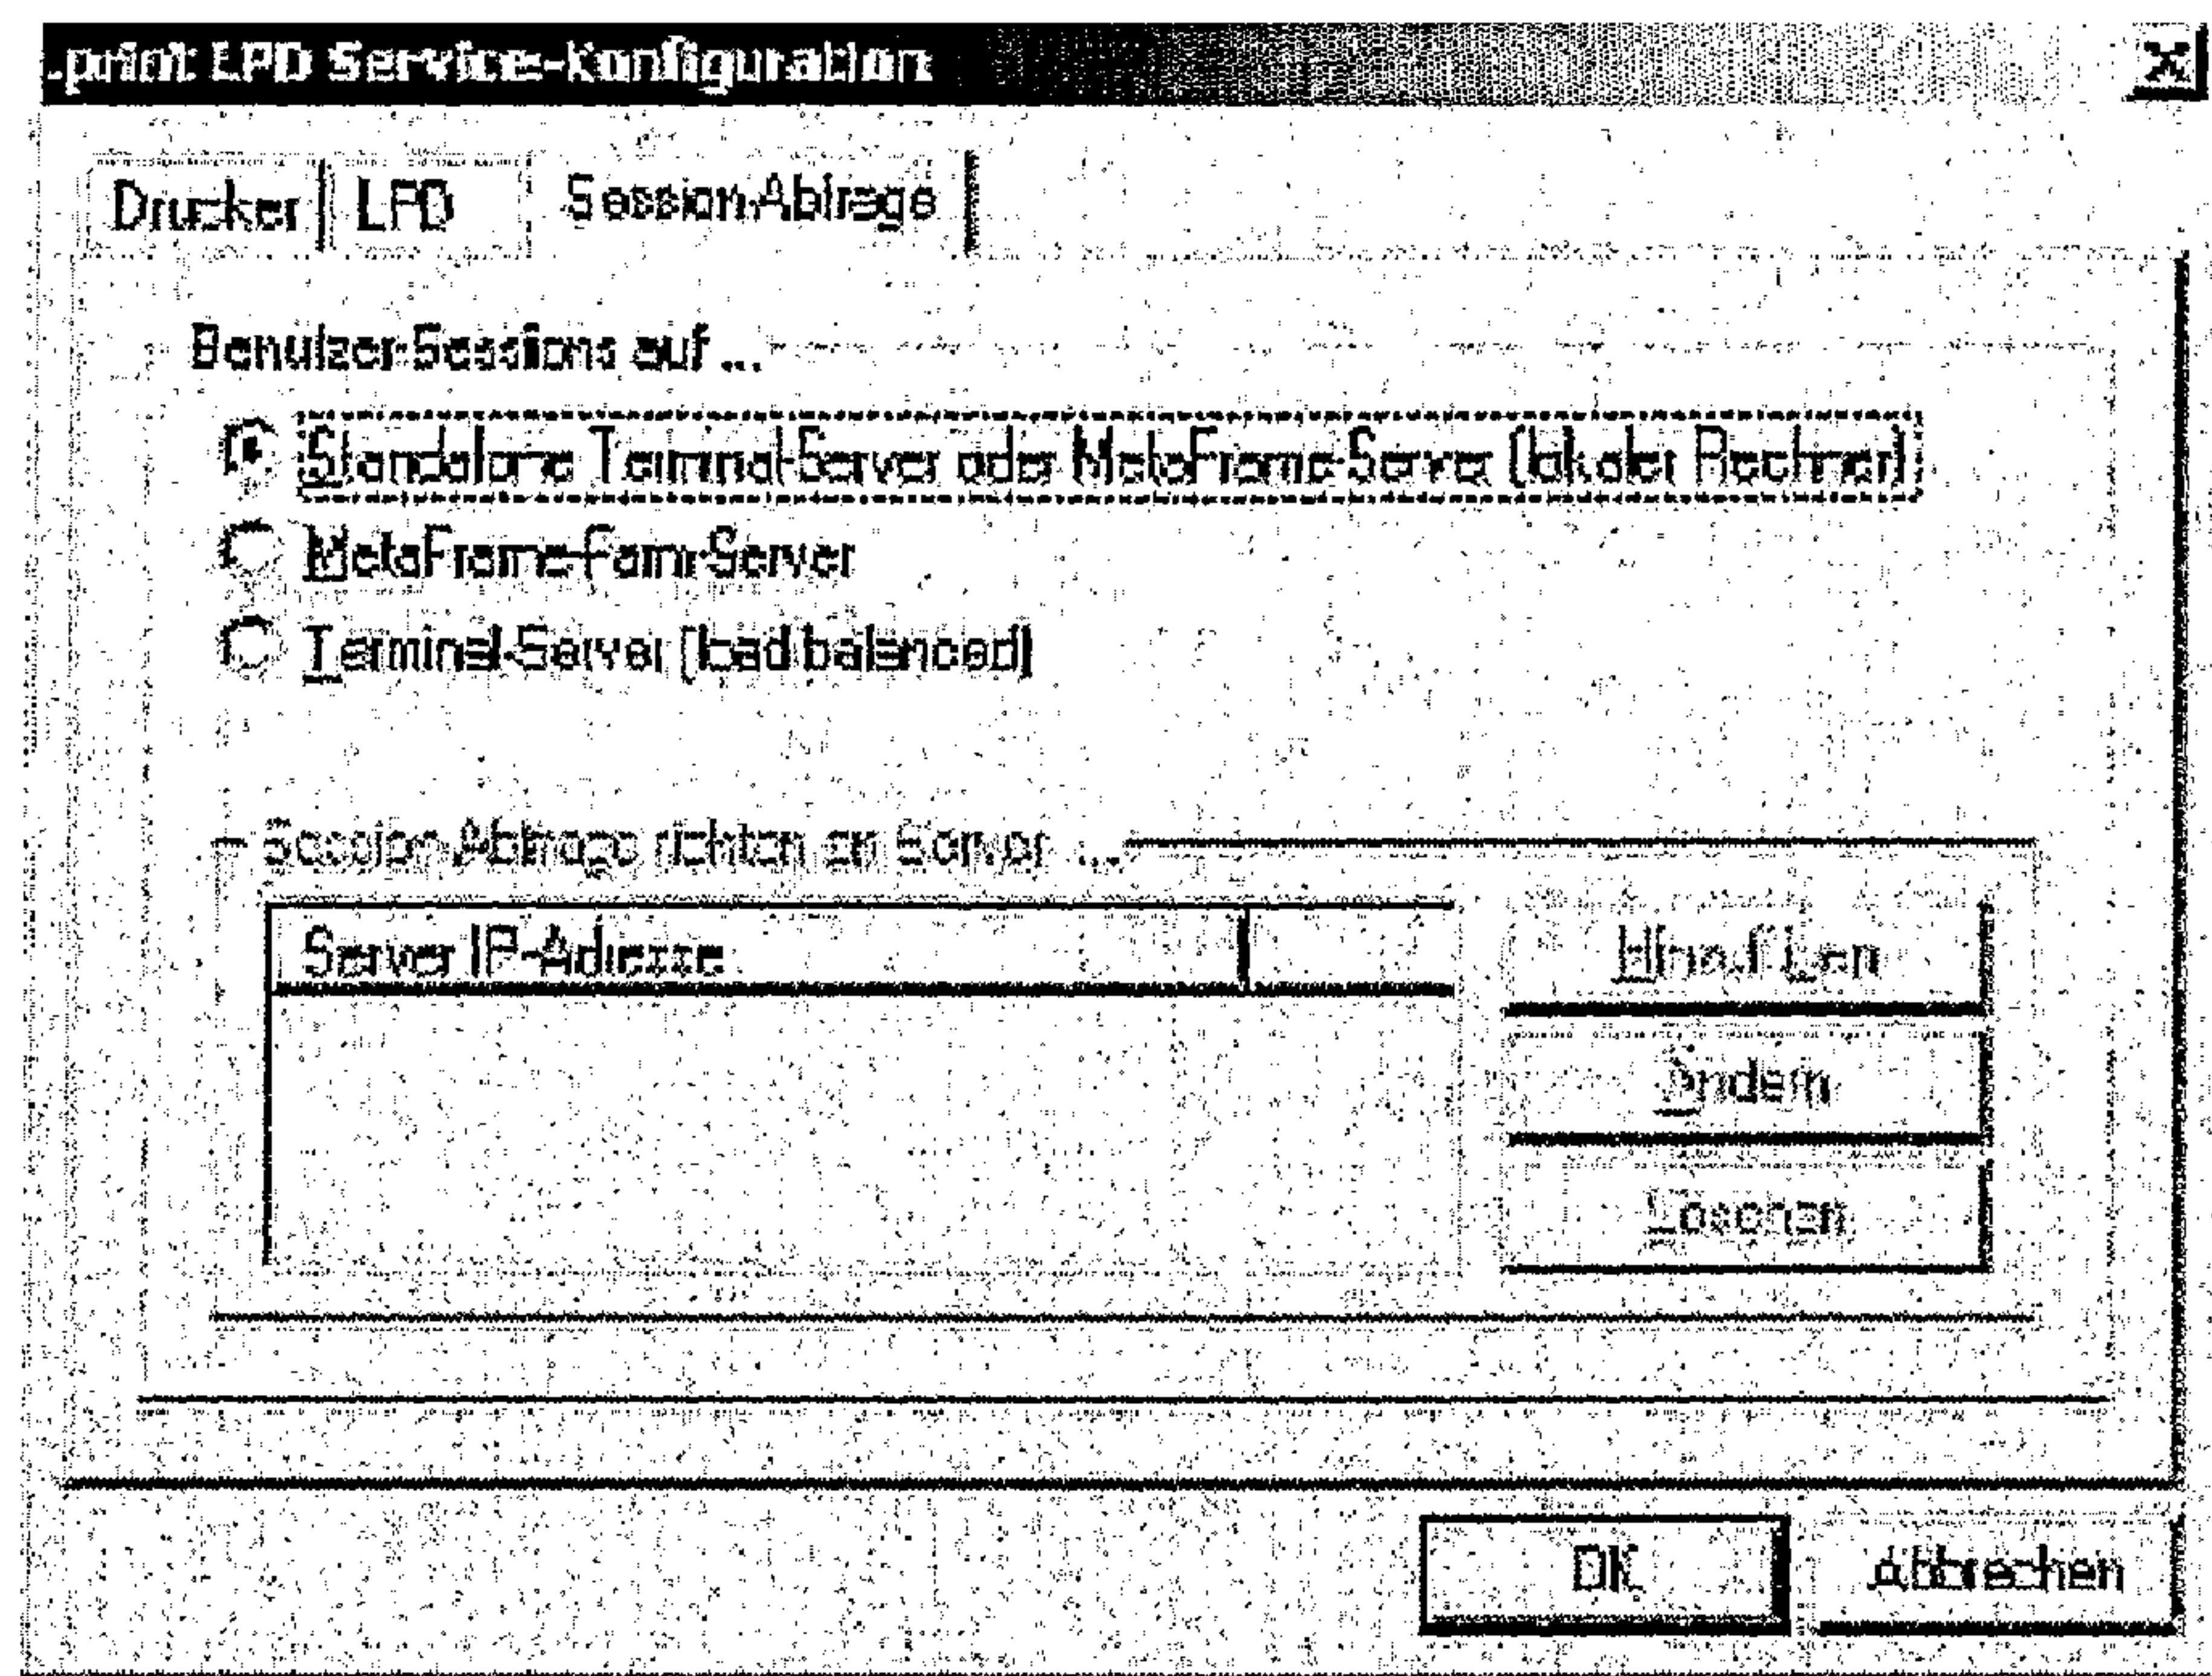 .print LPD Service-Konfiguration
Drucker LPD Session-Abfrage
Benutzer-Sessions auf ...
Standalone Terminal-Server oder MetaFrame-Server (lokaler Rechner)
MetaFrame-Farm-Server
Terminal-Server (load balanced)
Session-Abfrage richten an Server ...
Server IP-Adresse
Hinzufügen
Ändern
Löschen
OK Abbrechen